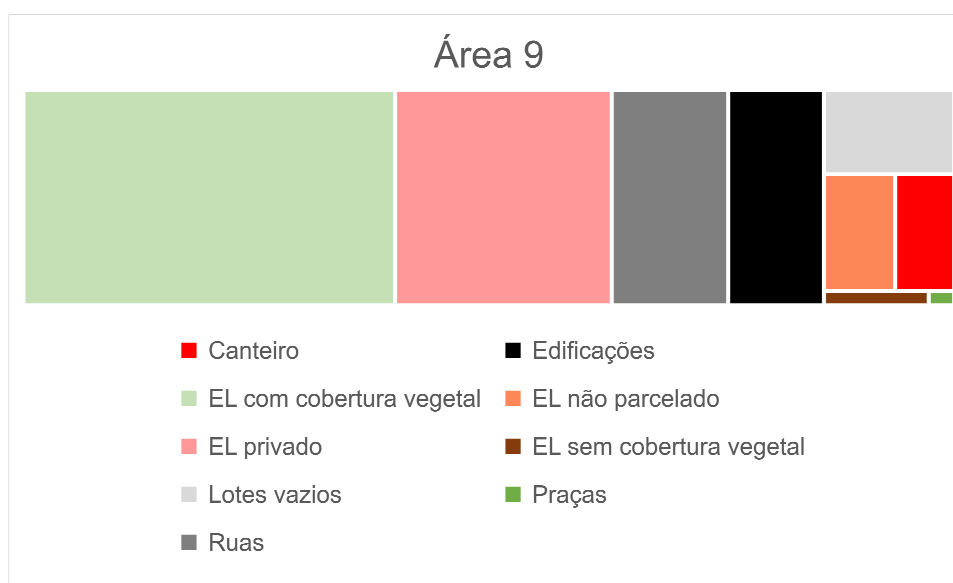 Área 9
Canteiro
Edificações
EL com cobertura vegetal
EL não parcelado
EL privado
EL sem cobertura vegetal
Lotes vazios
Praças
Ruas